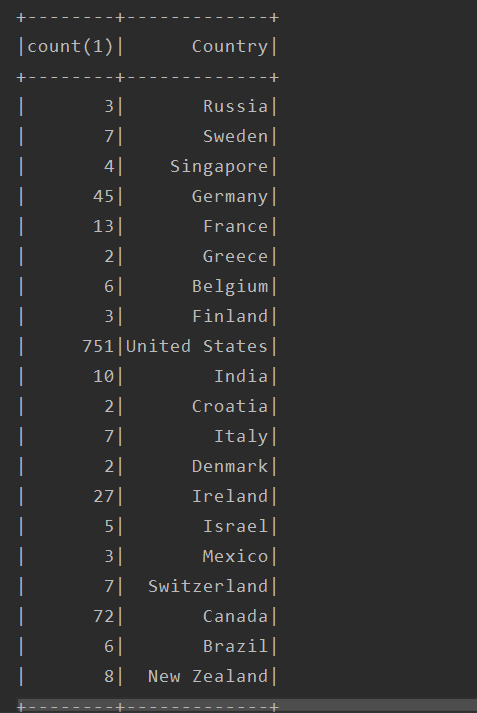 +--------+-------------+
|count(1)|      Country|
+--------+-------------+
|       3|       Russia|
|       7|       Sweden|
|       4|    Singapore|
|      45|      Germany|
|      13|       France|
|       2|       Greece|
|       6|      Belgium|
|       3|      Finland|
|     751|United States|
|      10|        India|
|       2|      Croatia|
|       7|        Italy|
|       2|      Denmark|
|      27|      Ireland|
|       5|       Israel|
|       3|       Mexico|
|       7|  Switzerland|
|      72|       Canada|
|       6|       Brazil|
|       8|  New Zealand|
+--------+-------------+